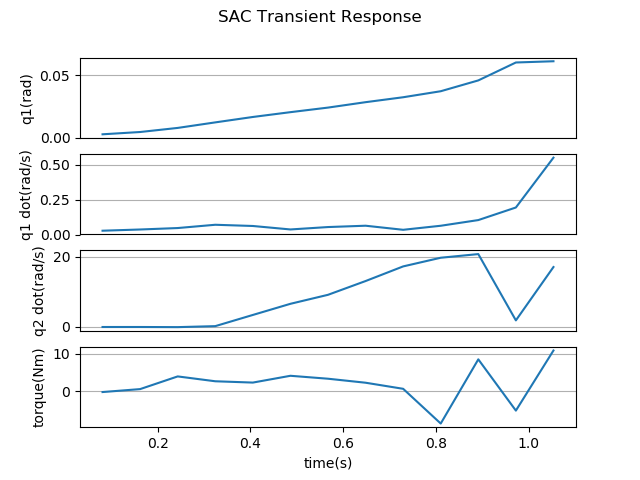 SAC Transient Response
q1(rad)
0.05
0.00
q1 dot(rad/s)
0.50
0.25
0.00
q2 dot(rad/s)
20
0
torque(Nm)
10
0
0.2 0.4 0.6 0.8 1.0
time(s)